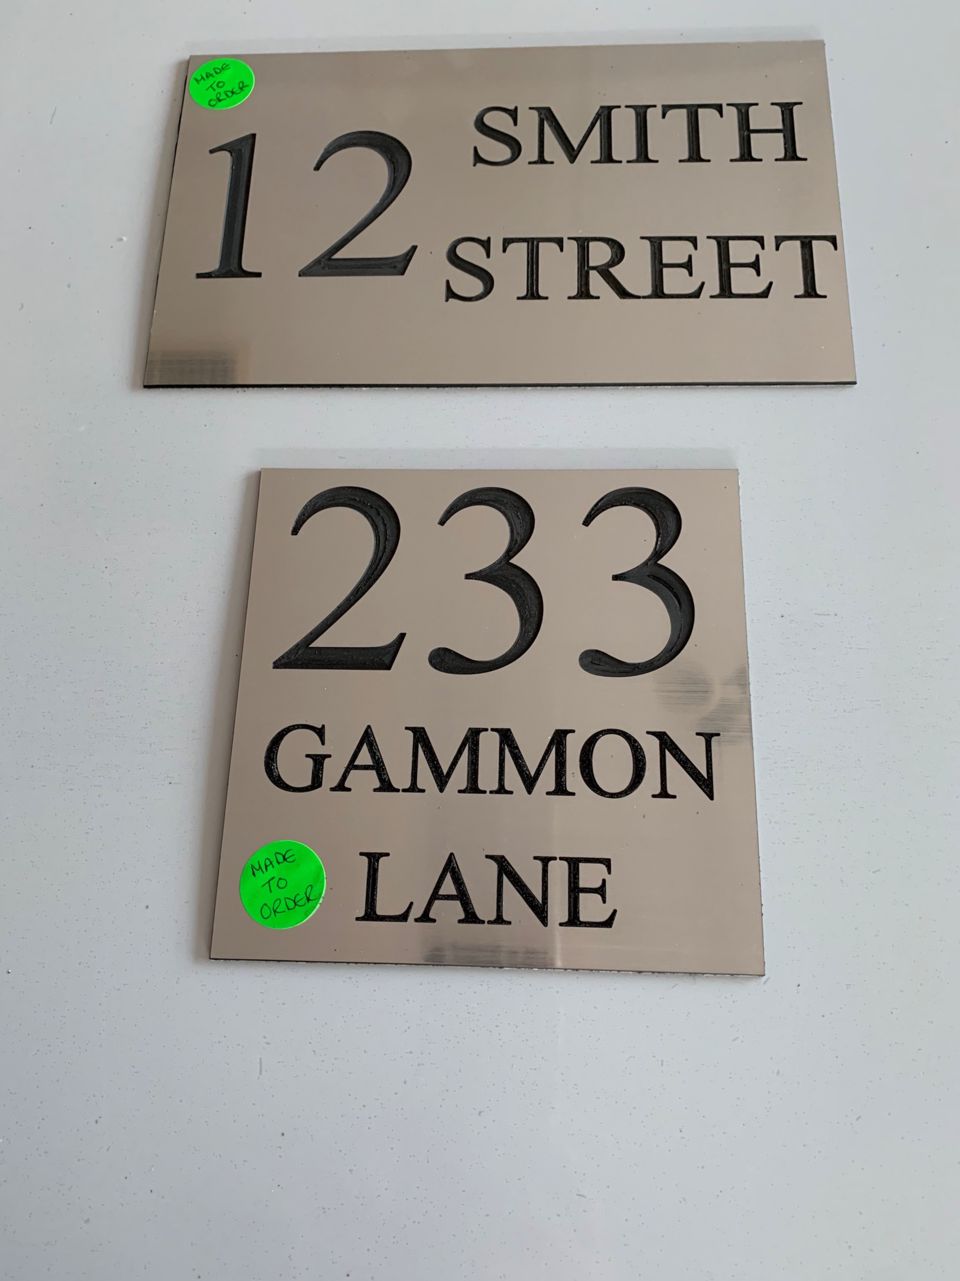 MADE
TO
ORDER
12 SMITH
STREET
233
GAMMON
LANE
MADE
TO
ORDER